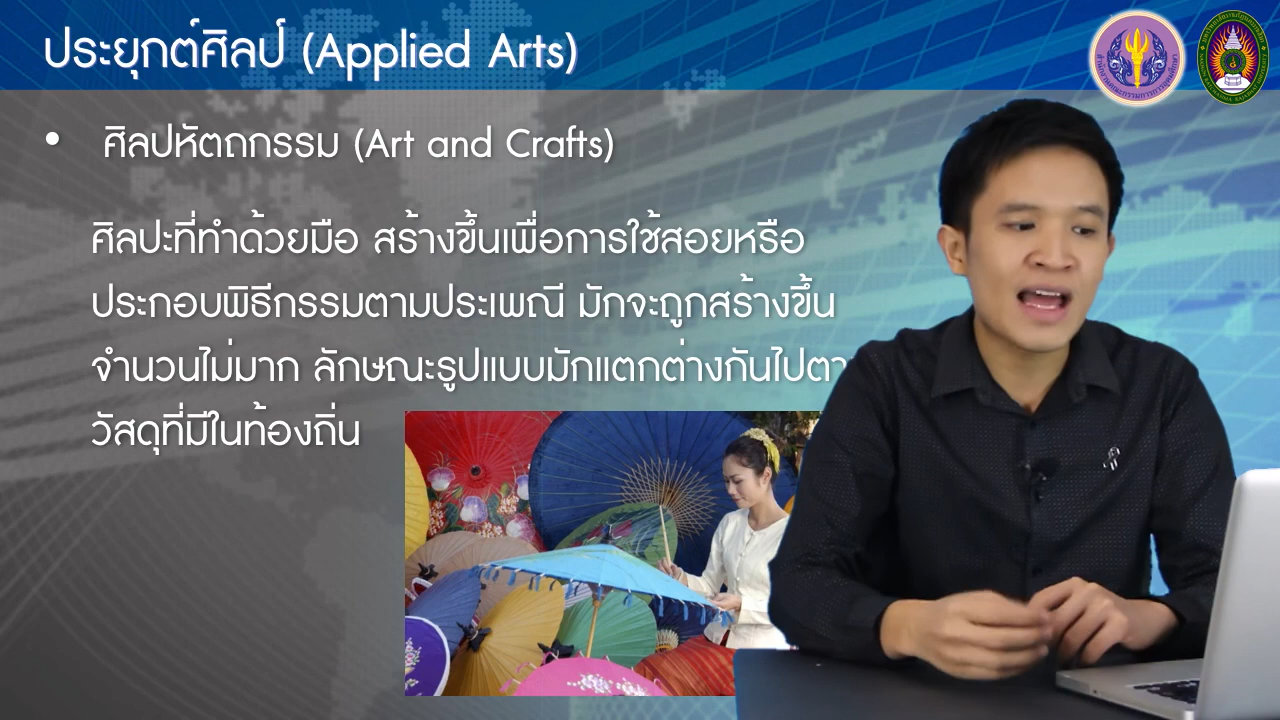 ประยุกต์ศิลป์ (Applied Arts)
• ศิลปหัตถกรรม (Art and Crafts)
ศิลปะที่ทำด้วยมือ สร้างขึ้นเพื่อการใช้สอยหรือ
ประกอบพิธีกรรมตามประเพณี มักจะถูกสร้างขึ้น
จำนวนไม่มาก ลักษณะรูปแบบมักแตกต่างกันไป
วัสดุที่มีในท้องถิ่น